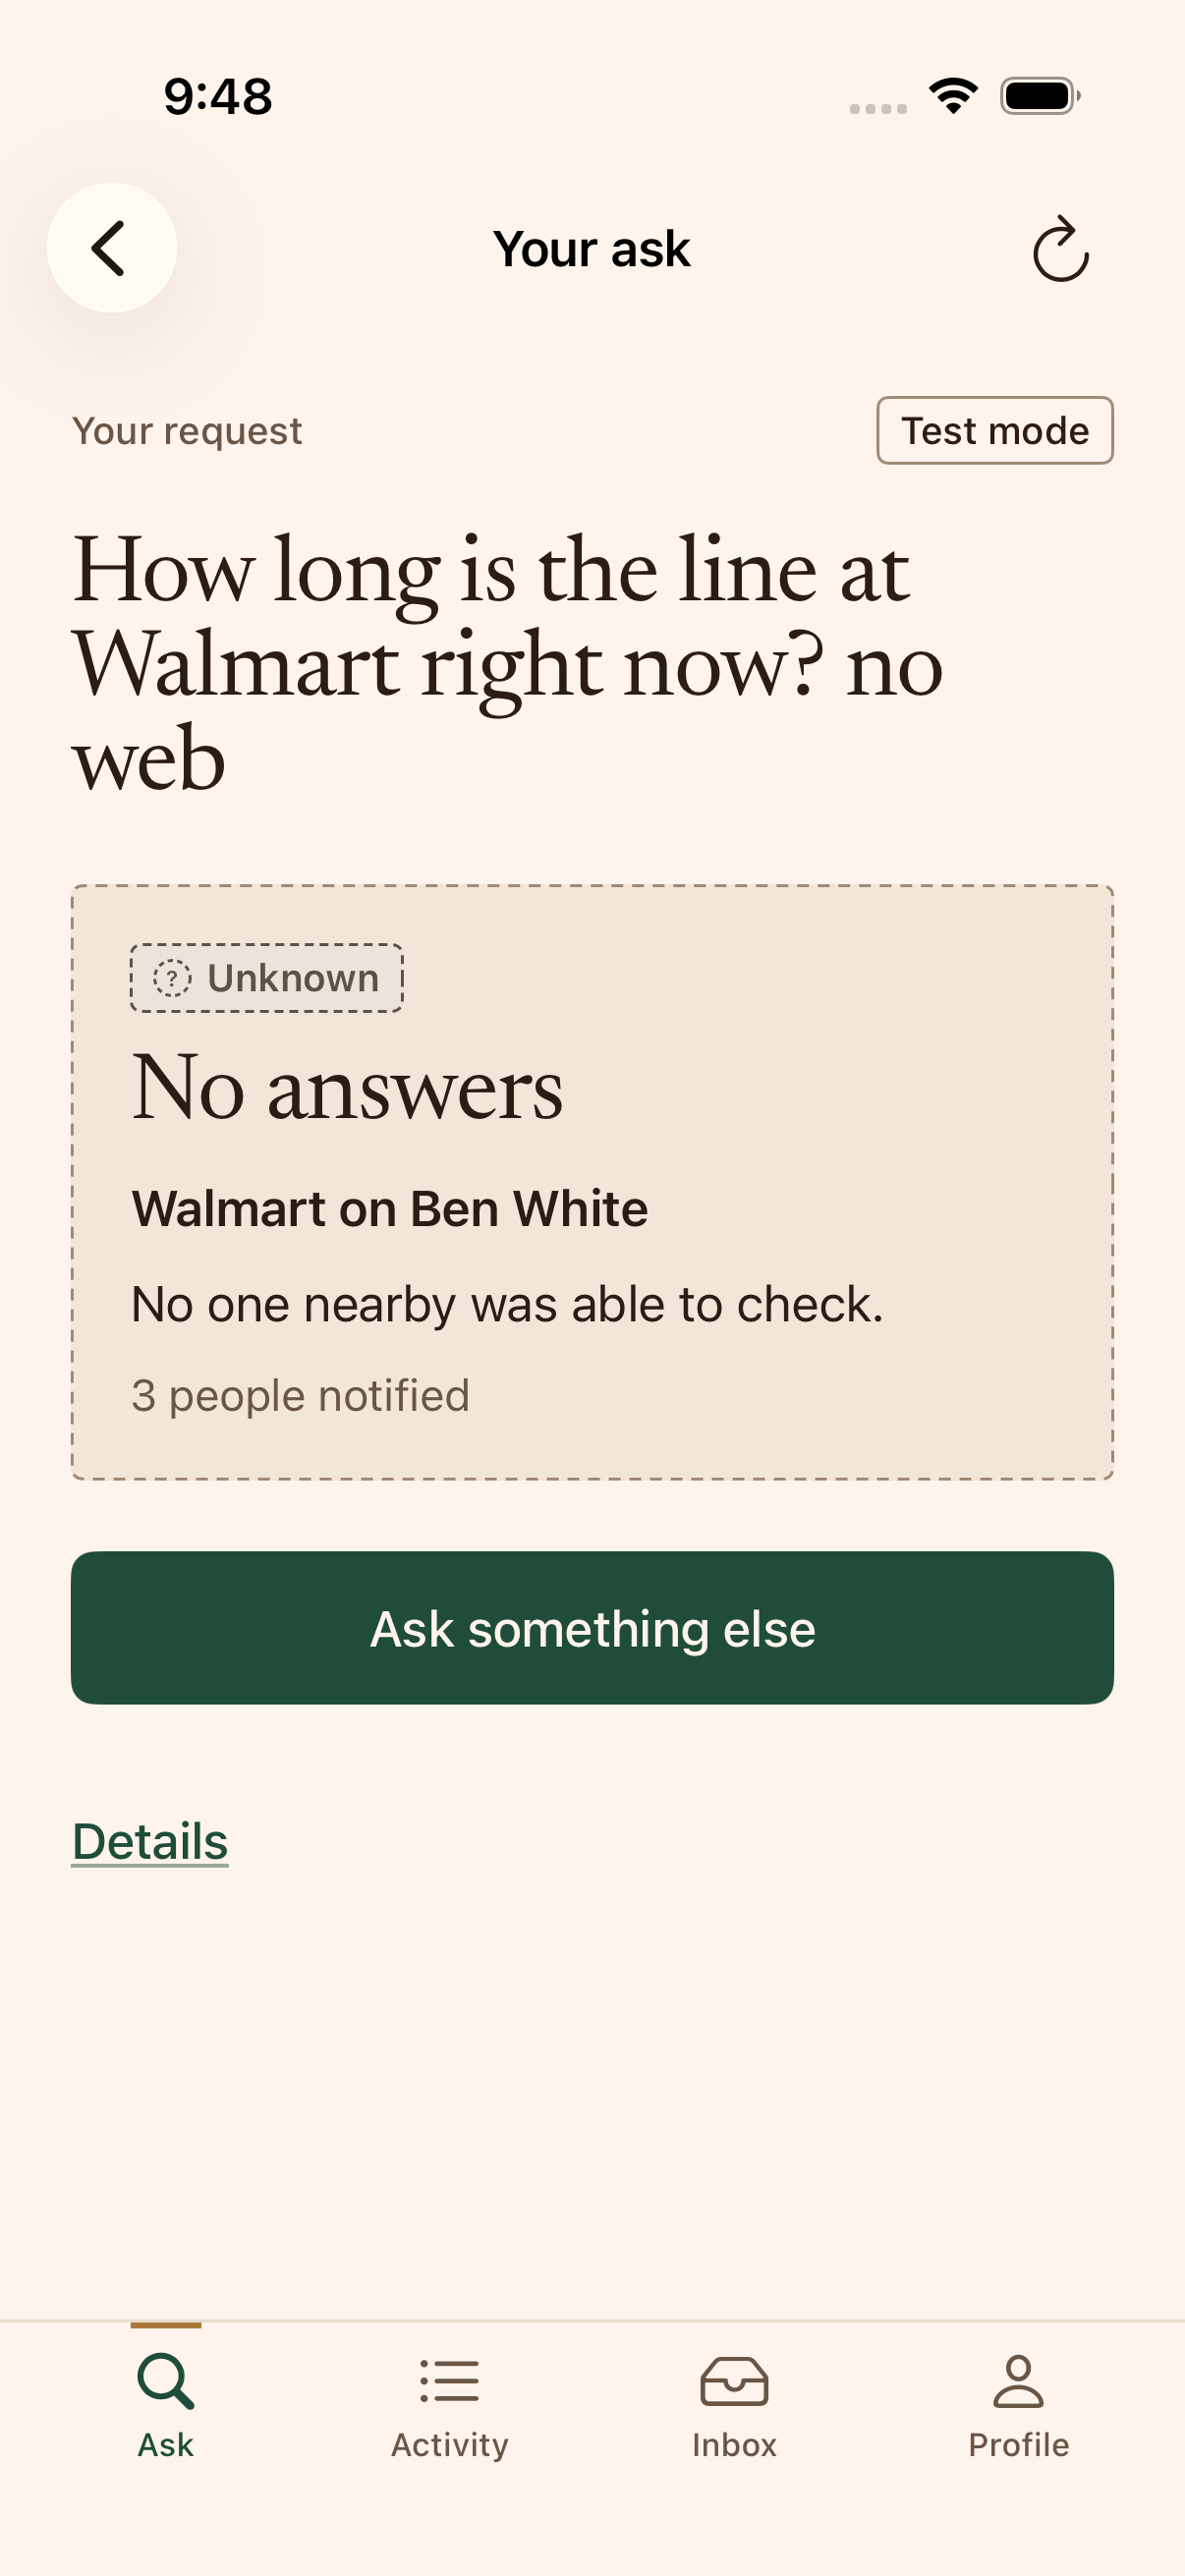 9:48
Your ask
Your request
Test mode
How long is the line at
Walmart right now? no
web
? Unknown
No answers
Walmart on Ben White
No one nearby was able to check.
3 people notified
Ask something else
Details
Ask
Activity
Inbox
Profile